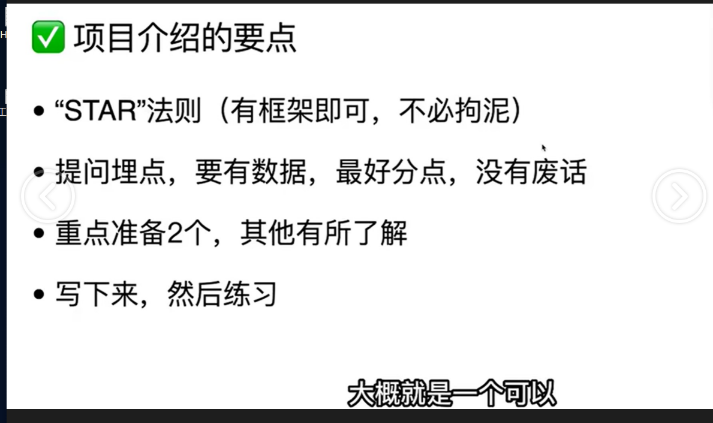 ✅ 项目介绍的要点
• “STAR”法则（有框架即可，不必拘泥）
• 提问埋点，要有数据，最好分点，没有废话
• 重点准备2个，其他有所了解
• 写下来，然后练习
大概就是一个可以